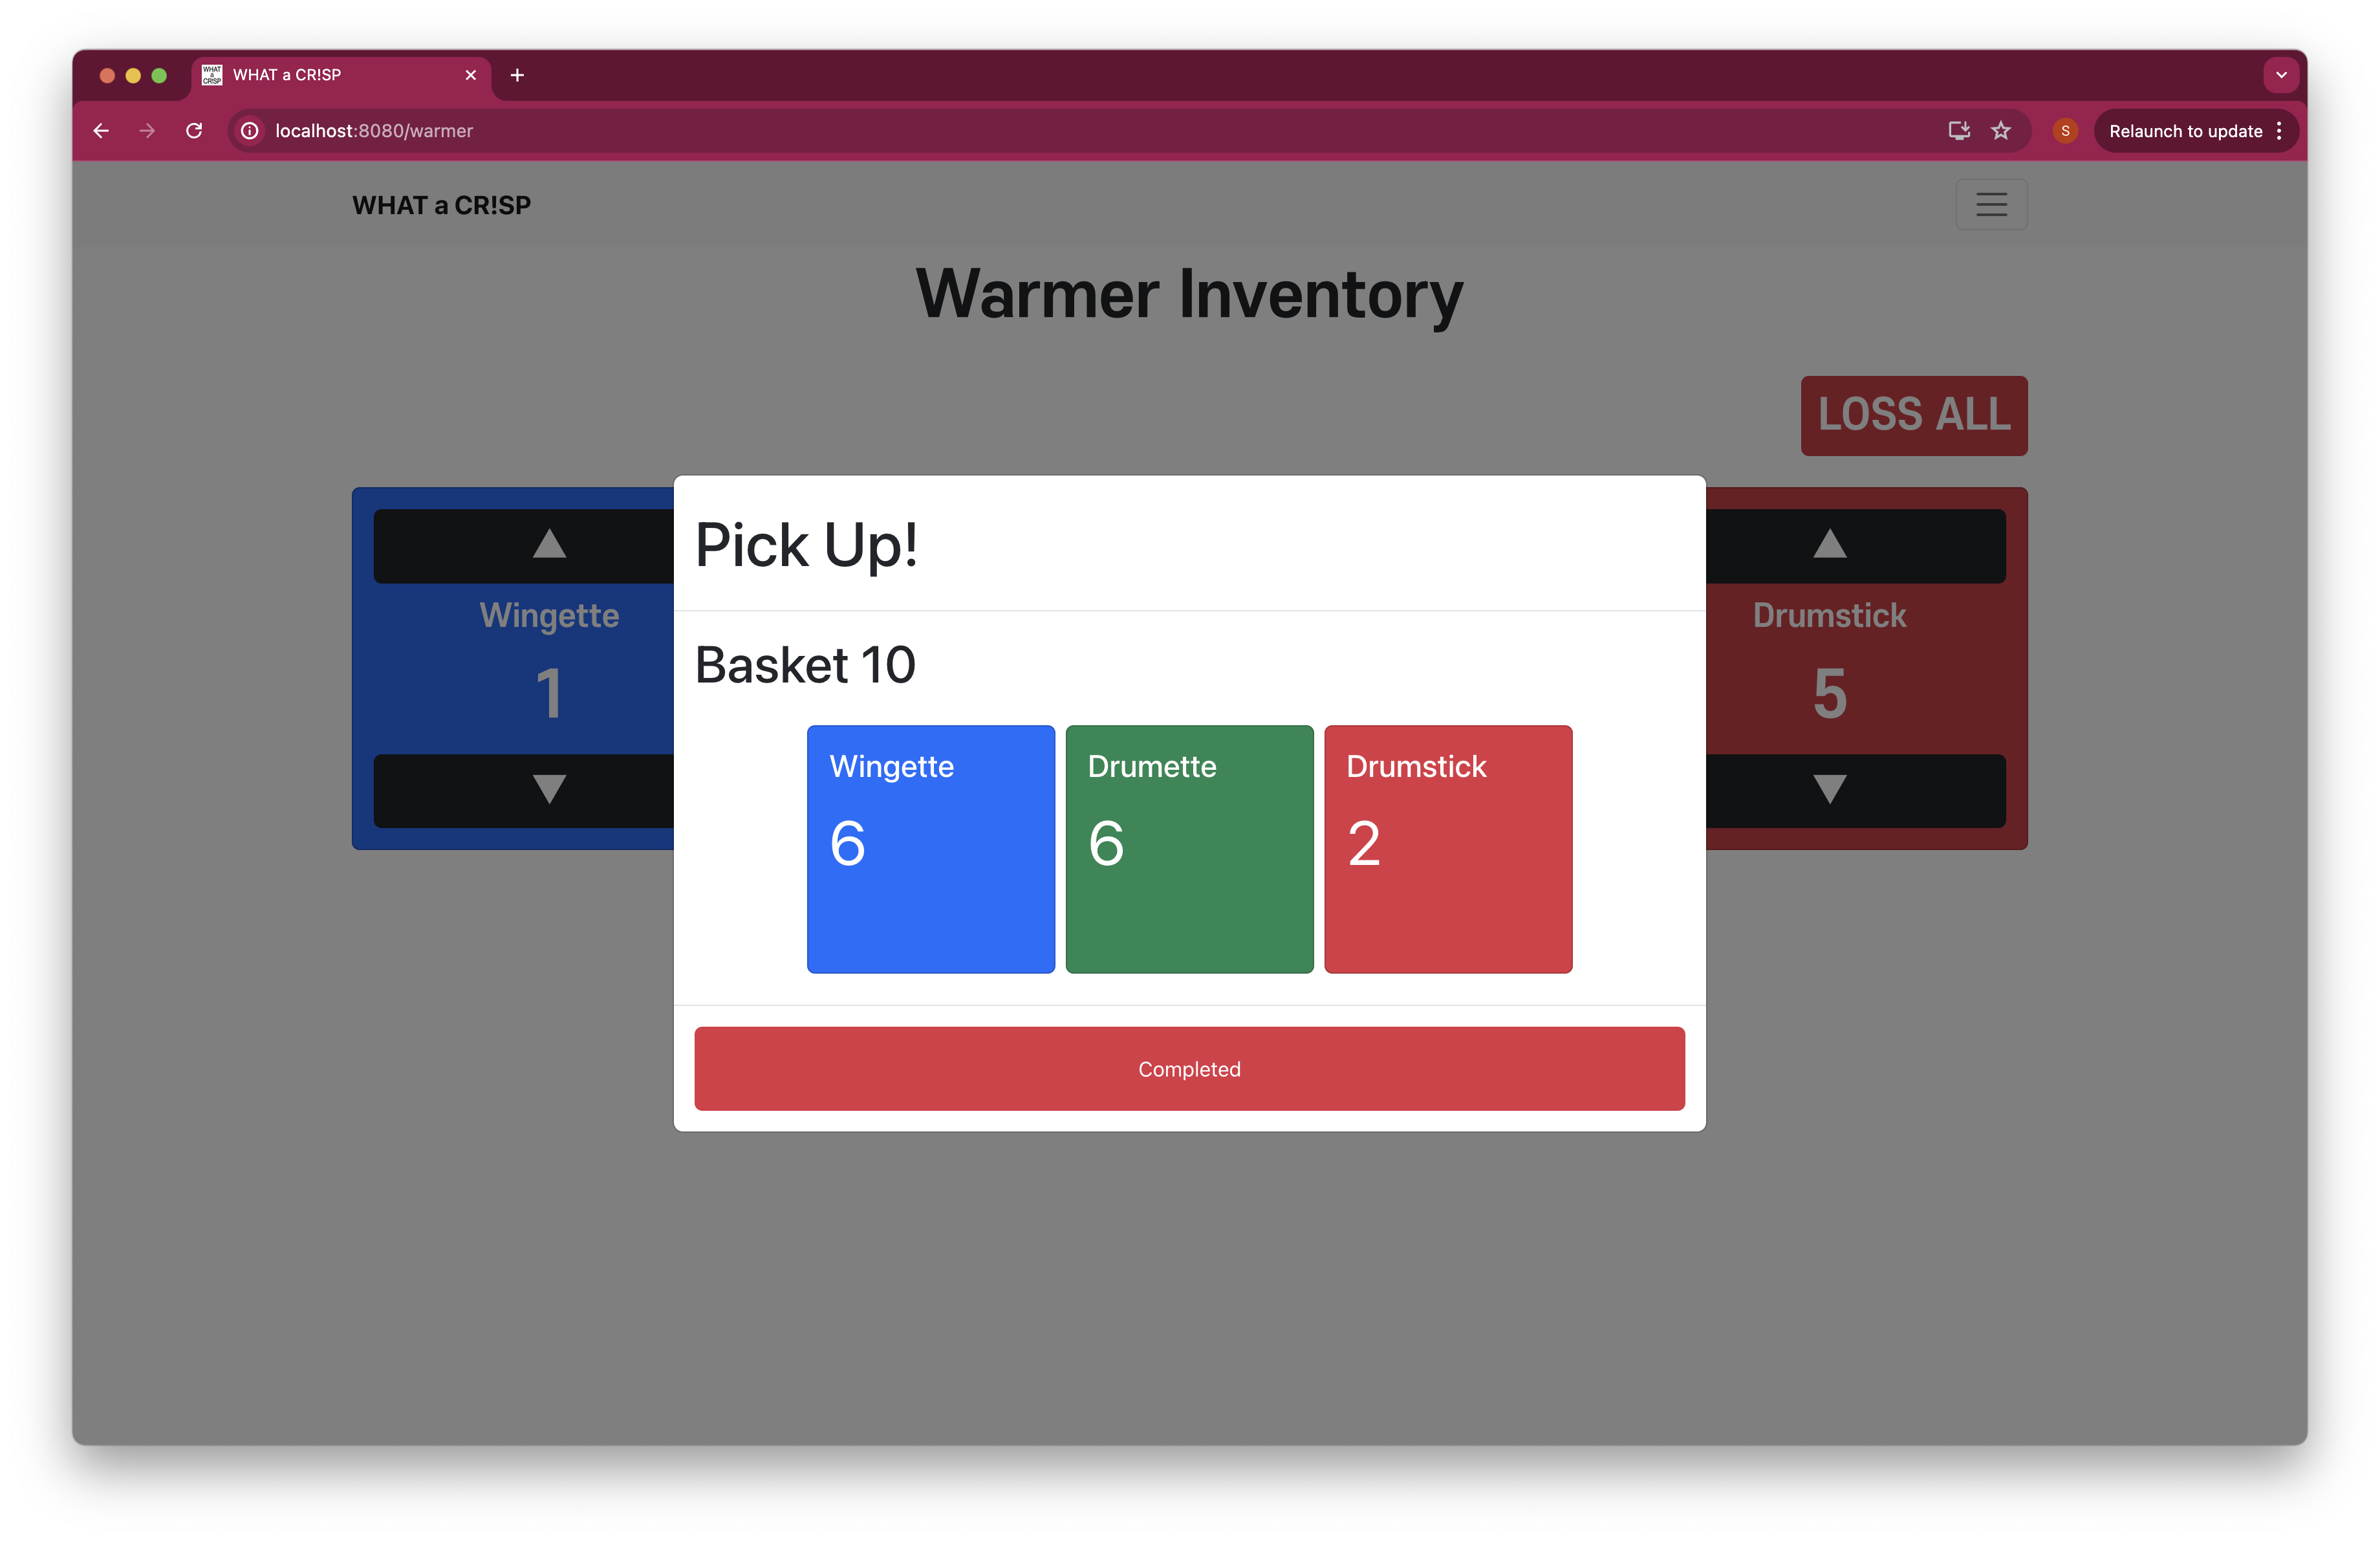 WHAT a CR!SP
localhost:8080/warmer
S
Relaunch to update
WHAT a CR!SP
Warmer Inventory
LOSS ALL
Wingette
1
Drumstick
5
Pick Up!
Basket 10
Wingette
6
Drumette
6
Drumstick
2
Completed